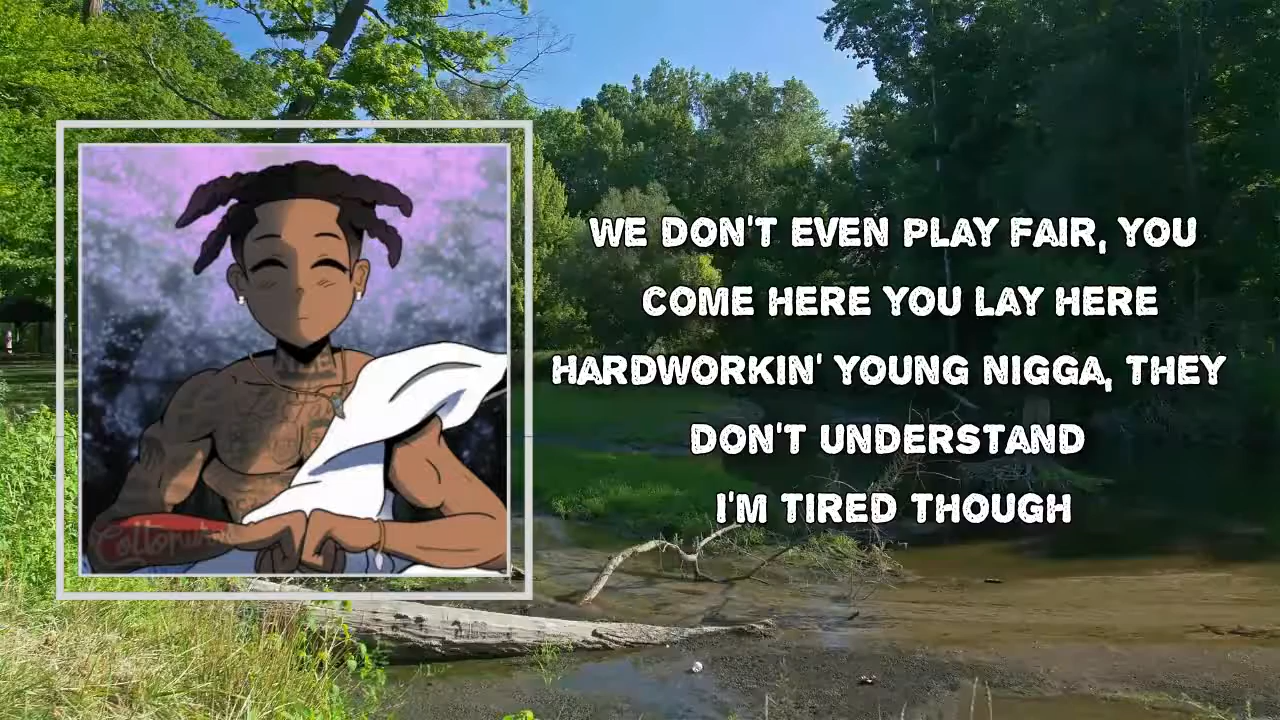 WE DON'T EVEN PLAY FAIR, YOU
COME HERE YOU LAY HERE
HARDWORKIN' YOUNG NIGGA, THEY
DON'T UNDERSTAND
I'M TIRED THOUGH